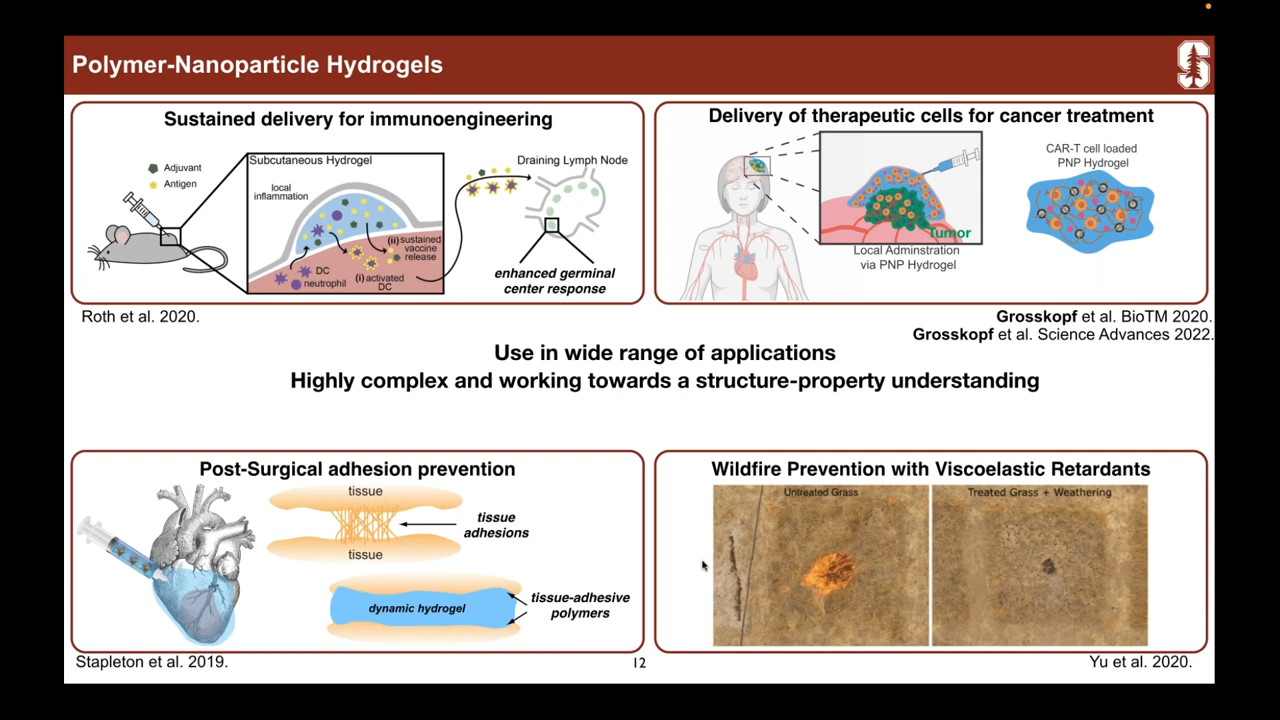 Polymer-Nanoparticle Hydrogels
S
Sustained delivery for immunoengineering
Adjuvant
Antigen
Subcutaneous Hydrogel
local
inflammation
(ii) sustained
vaccine
release
DC
neutrophil
(i) activated
DC
Draining Lymph Node
enhanced germinal
center response
Roth et al. 2020.
Delivery of therapeutic cells for cancer treatment
Tumor
Local Adminstration
via PNP Hydrogel
CAR-T cell loaded
PNP Hydrogel
Grosskopf et al. BioTM 2020.
Grosskopf et al. Science Advances 2022.
Use in wide range of applications
Highly complex and working towards a structure-property understanding
Post-Surgical adhesion prevention
tissue
tissue
adhesions
tissue
dynamic hydrogel
tissue-adhesive
polymers
Stapleton et al. 2019.
Wildfire Prevention with Viscoelastic Retardants
Untreated Grass
Treated Grass + Weathering
Yu et al. 2020.
12